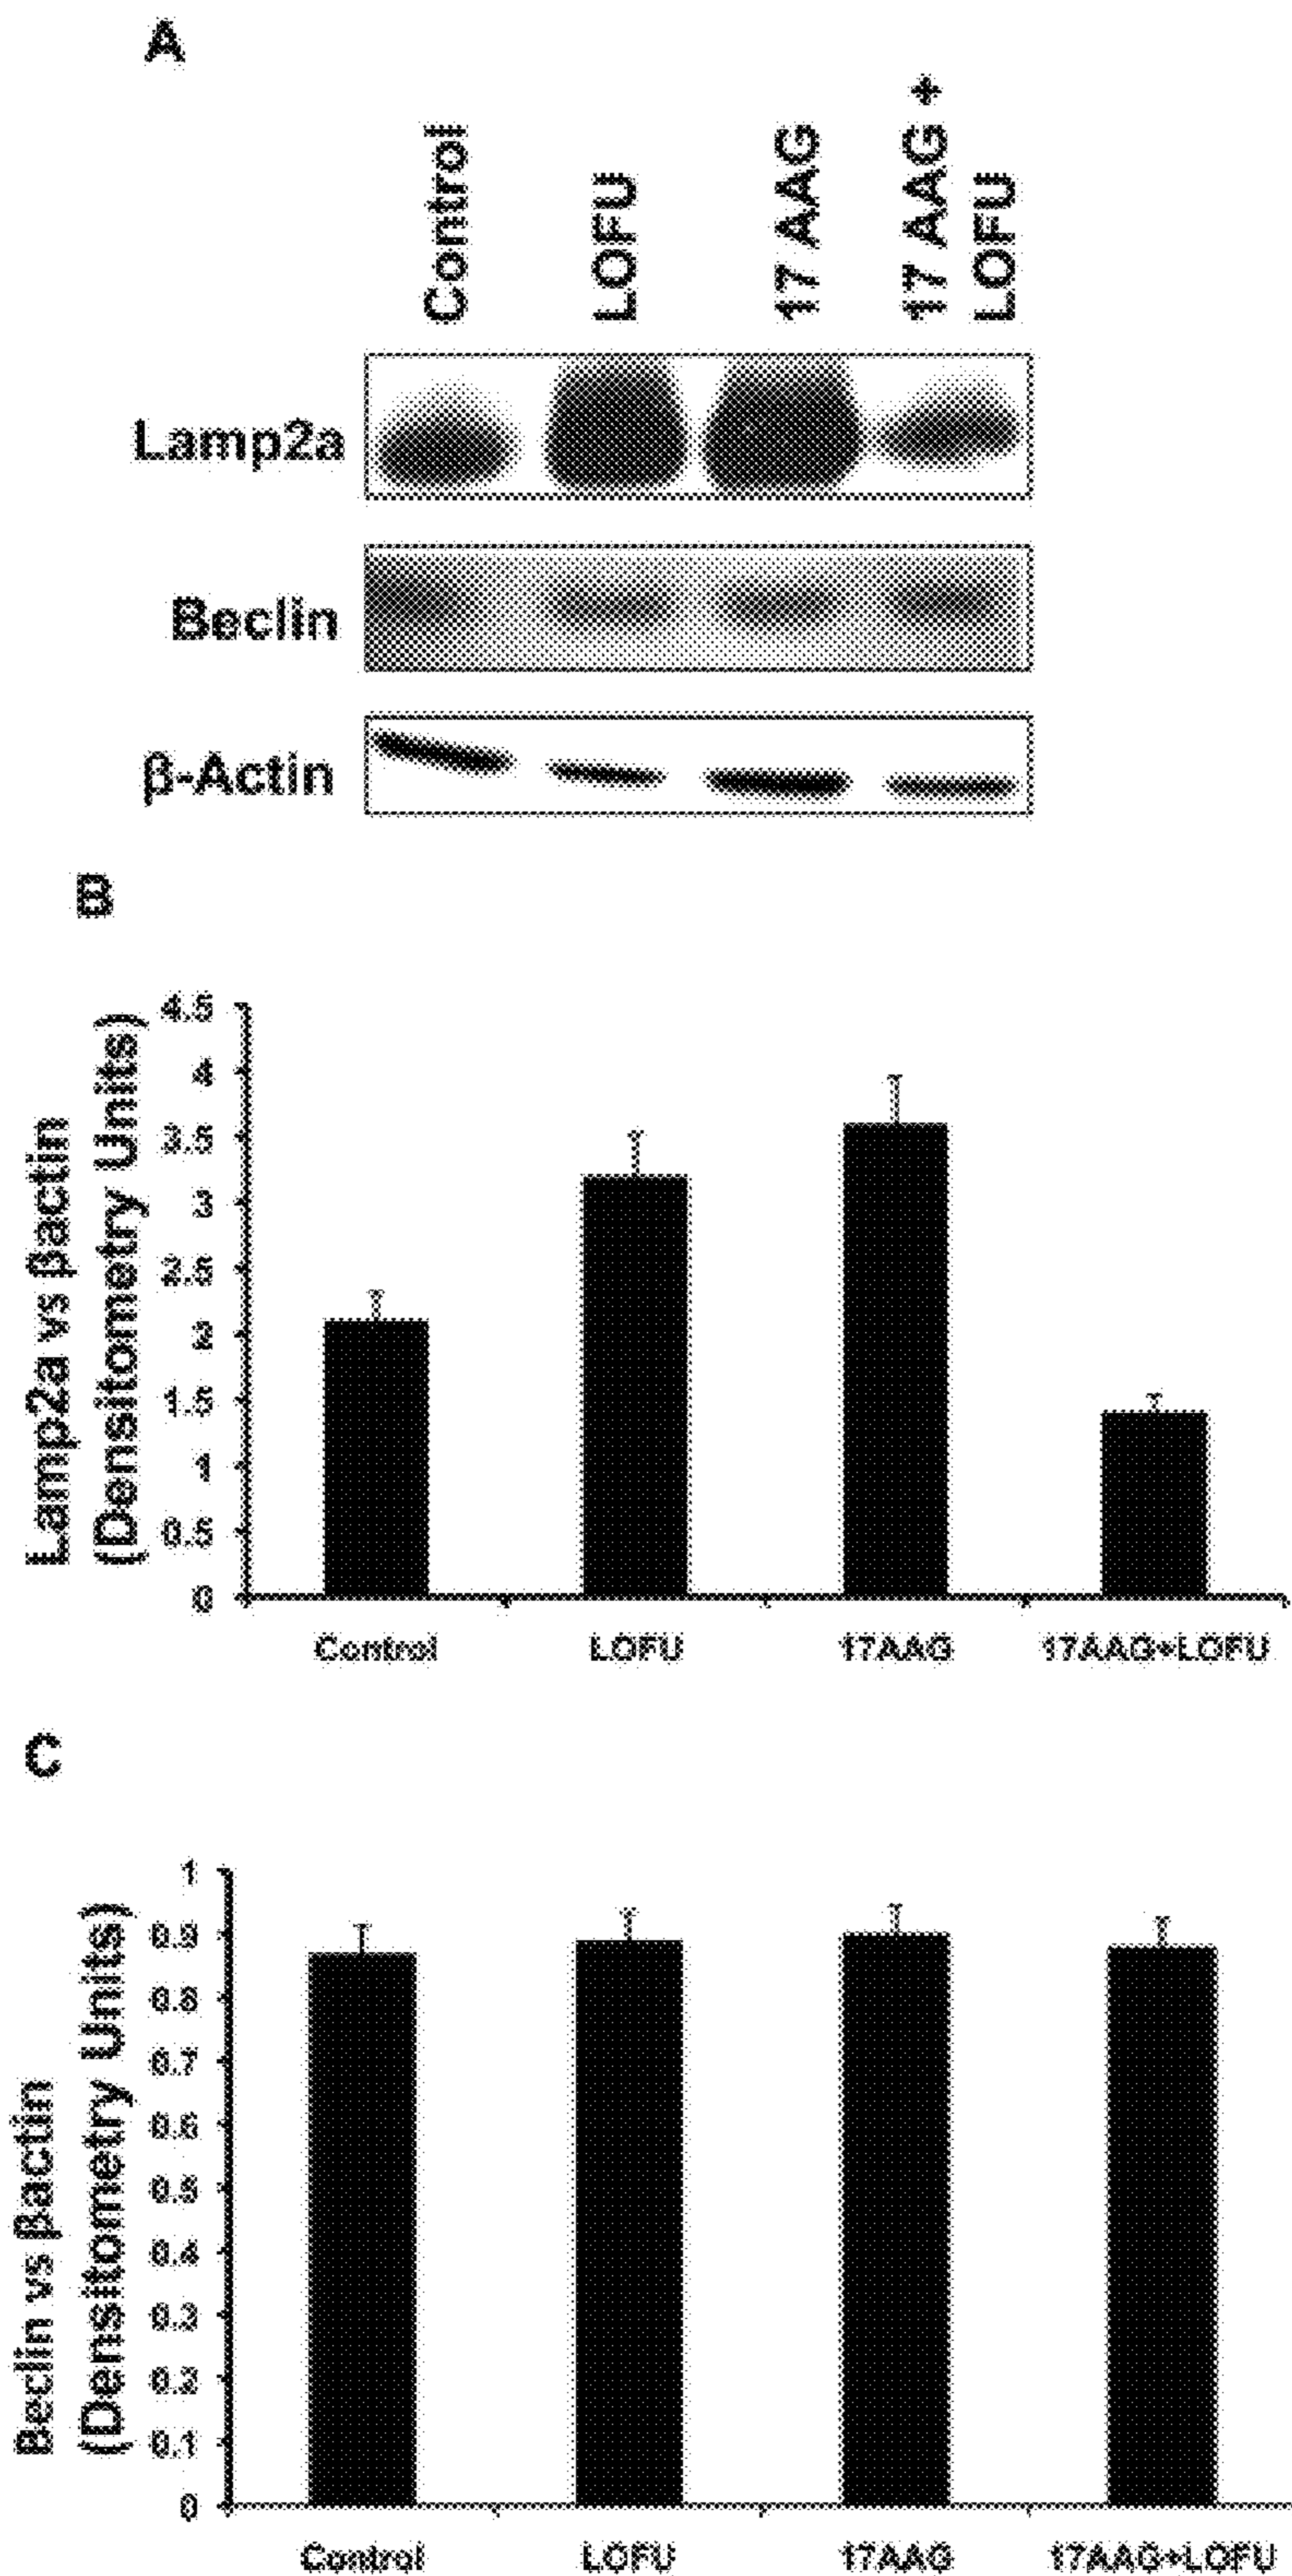 A
Control
LOFU
17 AAG
17 AAG +
LOFU
Lamp2a
Beclin
β-Actin
B
Lamp2a vs βactin
(Densitometry Units)
4.5
4
3.5
3
2.5
2
1.5
1
0.5
0
Control
LOFU
17AAG
17AAG+LOFU
C
Beclin vs βactin
(Densitometry Units)
1
0.9
0.8
0.7
0.6
0.5
0.4
0.3
0.2
0.1
0
Control
LOFU
17AAG
17AAG+LOFU